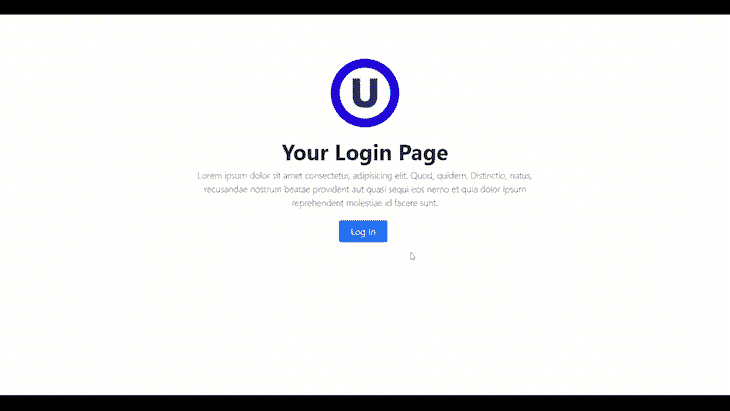 U
Your Login Page
Lorem ipsum dolor sit amet consectetur, adipisicing elit. Quod, quidem. Distinctio, natus,
recusandae nostrum beatae provident aut quasi sequi eos nemo et quia dolor ipsum
reprehenderit molestiae id facere sunt.
Log In